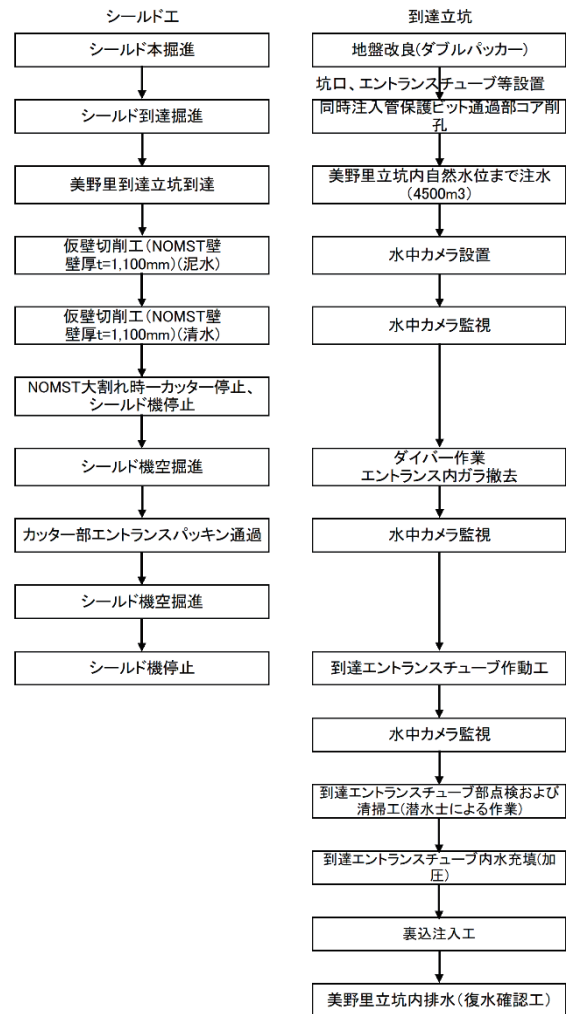 シールド工
シールド本掘進
シールド到達掘進
美野里到達立坑到達
仮壁切削工(NOMST壁
壁厚t=1,100mm)(泥水)
仮壁切削工(NOMST壁
壁厚t=1,100mm)(清水)
NOMST大割れ時ーカッター停止、
シールド機停止
シールド機空掘進
カッター部エントランスパッキン通過
シールド機空掘進
シールド機停止
到達立坑
地盤改良(ダブルパッカー)
坑口、エントランスチューブ等設置
同時注入管保護ビット通過部コア削
孔
美野里立坑内自然水位まで注水
(4500m3)
水中カメラ設置
水中カメラ監視
ダイバー作業
エントランス内ガラ撤去
水中カメラ監視
到達エントランスチューブ作動工
水中カメラ監視
到達エントランスチューブ部点検および
清掃工(潜水士による作業)
到達エントランスチューブ内水充填(加
圧)
裏込注入工
美野里立坑内排水(復水確認工)